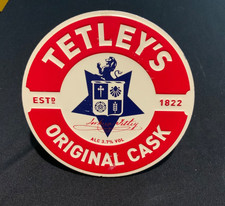 TETLEY'S
ESTD
1822
ALC 3.7% VOL
ORIGINAL CASK